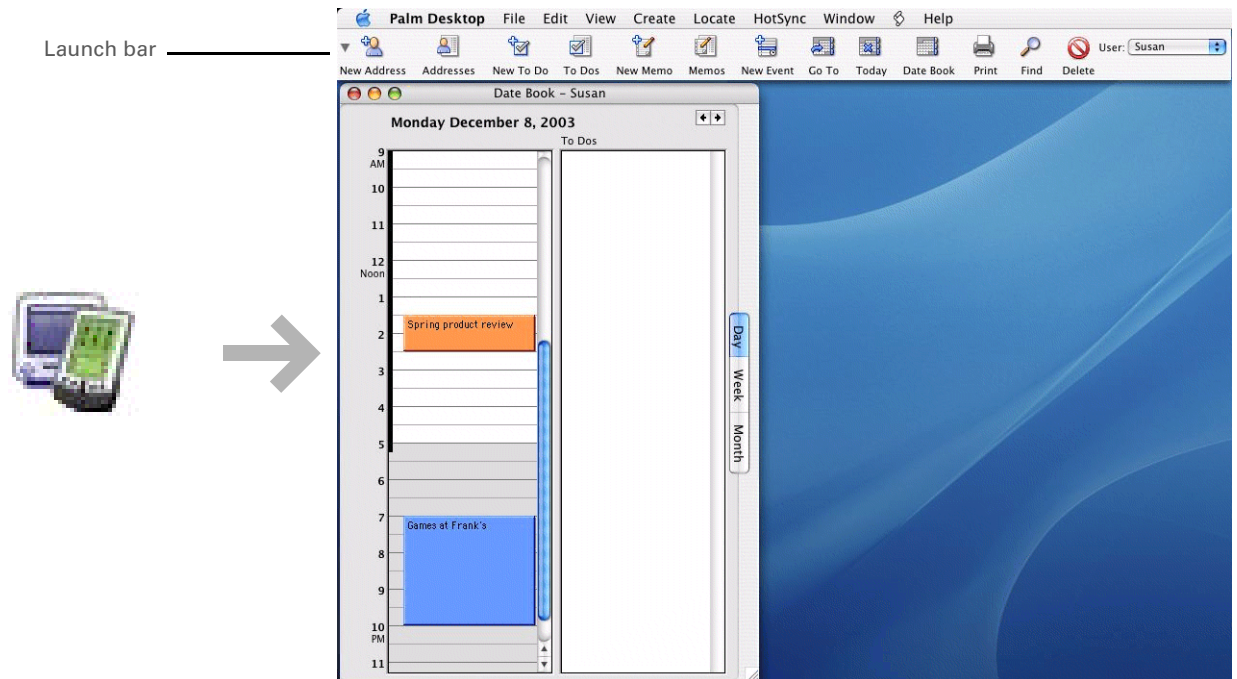 Palm Desktop File Edit View Create Locate HotSync Window Help
Launch bar
User: Susan
New Address Addresses New To Do To Dos New Memo Memos New Event Go To Today Date Book Print Find Delete
Date Book – Susan
Monday December 8, 2003
To Dos
9
AM
10
11
12
Noon
1
Spring product review
2
3
4
5
6
7
Games at Frank's
8
9
10
PM
11
Day
Week
Month